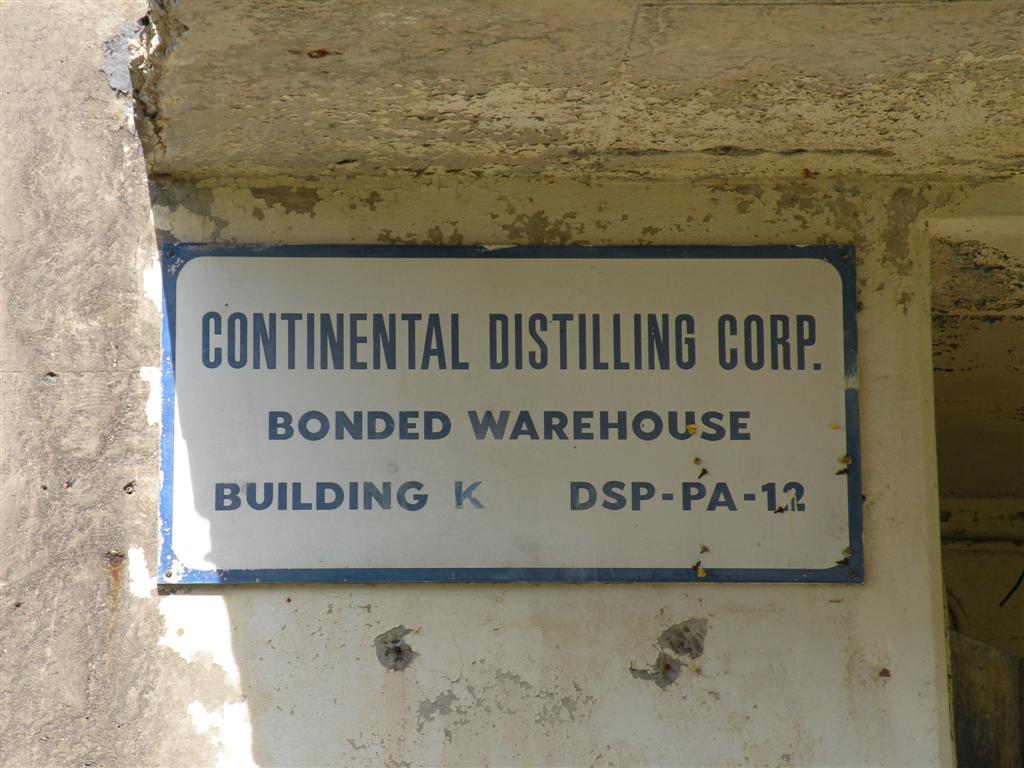 CONTINENTAL DISTILLING CORP.
BONDED WAREHOUSE
BUILDING K DSP-PA-12